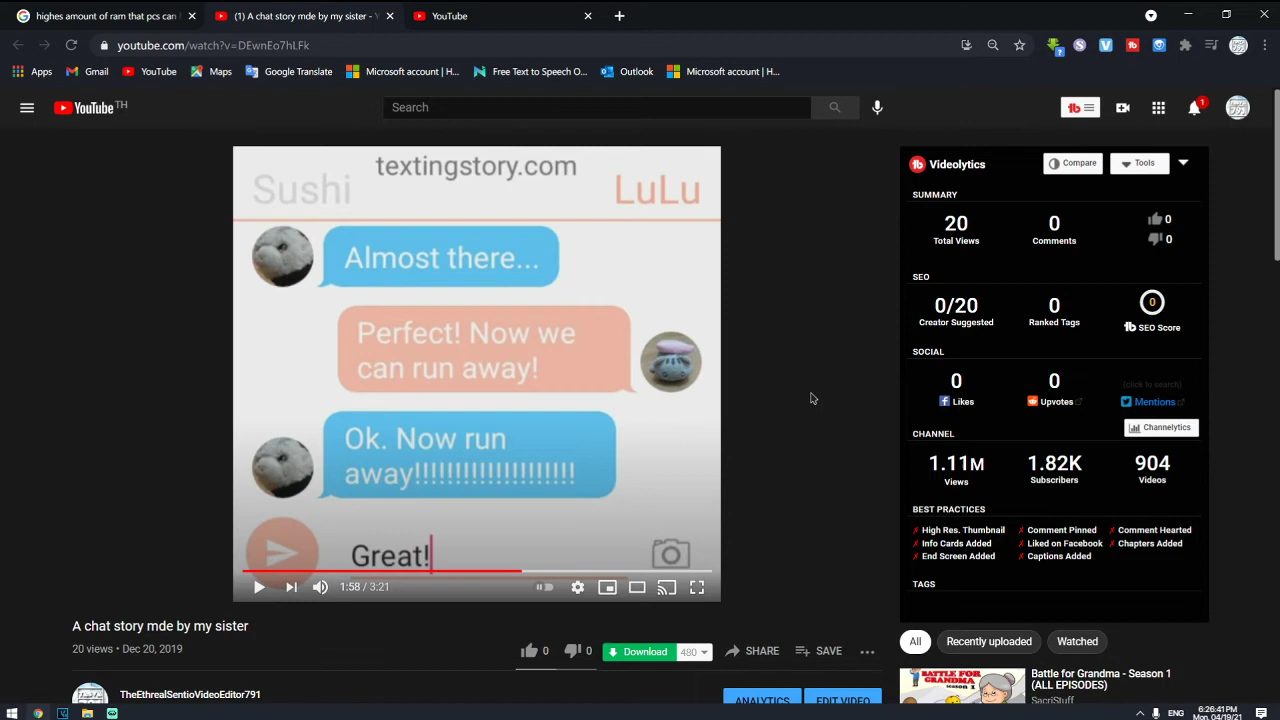 highes amount of ram that pcs can
(1) A chat story mde by my sister - Y
YouTube
youtube.com/watch?v=DEwnEo7hLFk
Apps
Gmail
YouTube
Maps
Google Translate
Microsoft account | H...
Free Text to Speech O...
Outlook
Microsoft account | H...
YouTube TH
Search
1
textingstory.com
Sushi
LuLu
Almost there...
Perfect! Now we
can run away!
Ok. Now run
away!!!!!!!!!!!!!!!!!!!!
Great!
1:58 / 3:21
A chat story mde by my sister
20 views • Dec 20, 2019
0
0
Download
480
SHARE
SAVE
TheEthrealSentioVideoEditor791
ANALYTICS
EDIT VIDEO
Videolytics
Compare
Tools
SUMMARY
20
Total Views
0
Comments
0
0
SEO
0/20
Creator Suggested
0
Ranked Tags
0
SEO Score
SOCIAL
0
Likes
0
Upvotes
(click to search)
Mentions
CHANNEL
Channelytics
1.11M
Views
1.82K
Subscribers
904
Videos
BEST PRACTICES
✗ High Res. Thumbnail
✗ Comment Pinned
✗ Comment Hearted
✗ Info Cards Added
✗ Liked on Facebook
✗ Chapters Added
✗ End Screen Added
✗ Captions Added
TAGS
All
Recently uploaded
Watched
BATTLE FOR
GRANDMA
Battle for Grandma - Season 1
(ALL EPISODES)
SacriStuff
ENG
6:26:41 PM
Mon, 04/19/21